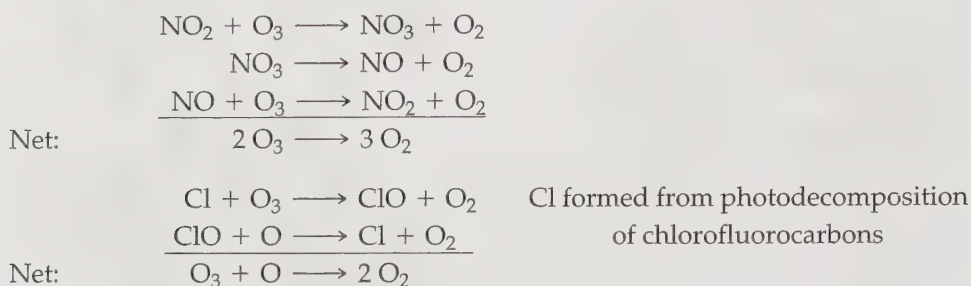 NO₂ + O₃ ⟶ NO₃ + O₂
NO₃ ⟶ NO + O₂
NO + O₃ ⟶ NO₂ + O₂
Net: 2 O₃ ⟶ 3 O₂
Cl + O₃ ⟶ ClO + O₂ Cl formed from photodecomposition
ClO + O ⟶ Cl + O₂ of chlorofluorocarbons
Net: O₃ + O ⟶ 2 O₂